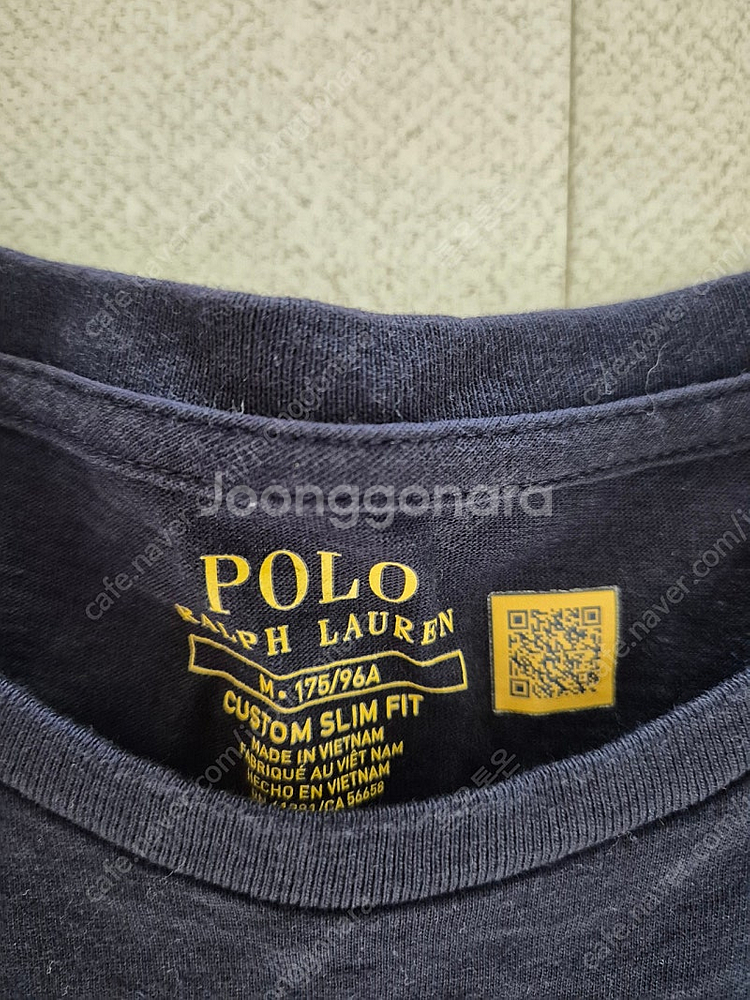 Joonggonara
POLO
RALPH LAUREN
M • 175/96A
CUSTOM SLIM FIT
MADE IN VIETNAM
FABRIQUÉ AU VIÊT NAM
HECHO EN VIETNAM
/CA 56658